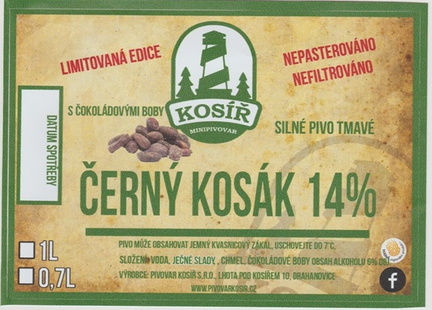 LIMITOVANÁ EDICE
NEPASTEROVÁNO
NEFILTROVÁNO
S ČOKOLÁDOVÝMI BOBY
KOSÍŘ
MINIPIVOVAR
SILNÉ PIVO TMAVÉ
DATUM SPOTŘEBY
ČERNÝ KOSÁK 14%
1L
0,7L
PIVO MŮŽE OBSAHOVAT JEMNÝ KVASNICOVÝ ZÁKAL, USCHOVEJTE DO 7°C,
SLOŽENÍ: VODA, JEČNÉ SLADY, CHMEL, ČOKOLÁDOVÉ BOBY OBSAH ALKOHOLU 6% OBJ.
VÝROBCE: PIVOVAR KOSÍŘ S.R.O., LHOTA POD KOSÍŘEM 10, DRAHANOVICE
WWW.PIVOVARKOSIR.CZ
f